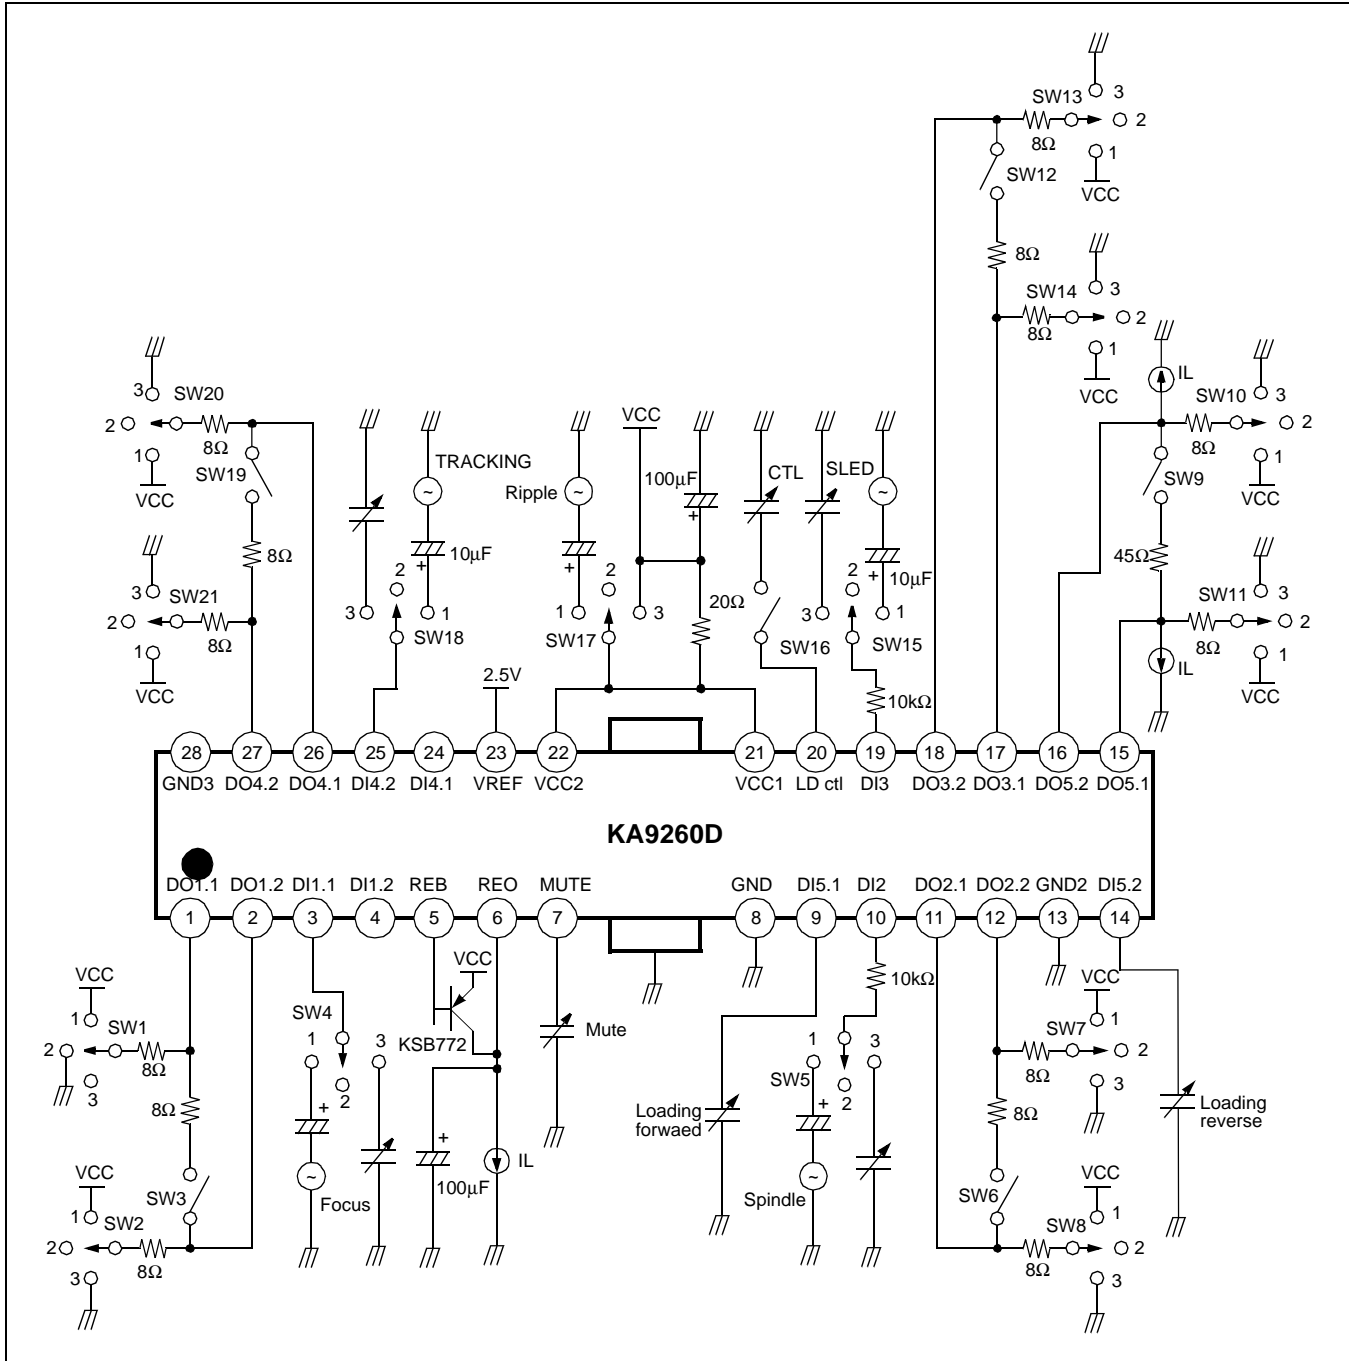 3
SW13
2
8Ω
1
SW12
VCC
8Ω
3
SW14
2
8Ω
1
VCC
IL
3
SW10
2
8Ω
1
SW9
VCC
45Ω
3
SW11
2
8Ω
1
IL
VCC
3
SW20
2
8Ω
1
SW19
VCC
8Ω
3
SW21
2
8Ω
1
VCC
TRACKING
10μF
+
2
3
1
SW18
Ripple
+
2
1
3
SW17
VCC
100μF
+
20Ω
CTL
SW16
SLED
10μF
+
2
3
1
SW15
10kΩ
2.5V
28 27 26 25 24 23 22 21 20 19 18 17 16 15
GND3 DO4.2 DO4.1 DI4.2 DI4.1 VREF VCC2 VCC1 LD ctl DI3 DO3.2 DO3.1 DO5.2 DO5.1
KA9260D
DO1.1 DO1.2 DI1.1 DI1.2 REB REO MUTE GND DI5.1 DI2 DO2.1 DO2.2 GND2 DI5.2
1 2 3 4 5 6 7 8 9 10 11 12 13 14
VCC
1
SW1
2
8Ω
3
8Ω
VCC
SW3
1
SW2
2
8Ω
3
SW4
1
3
2
+
Focus
VCC
KSB772
+
100μF
IL
Mute
Loading
forwaed
10kΩ
1
3
SW5
2
+
Spindle
VCC
1
SW7
2
8Ω
3
8Ω
VCC
SW6
1
SW8
2
8Ω
3
Loading
reverse